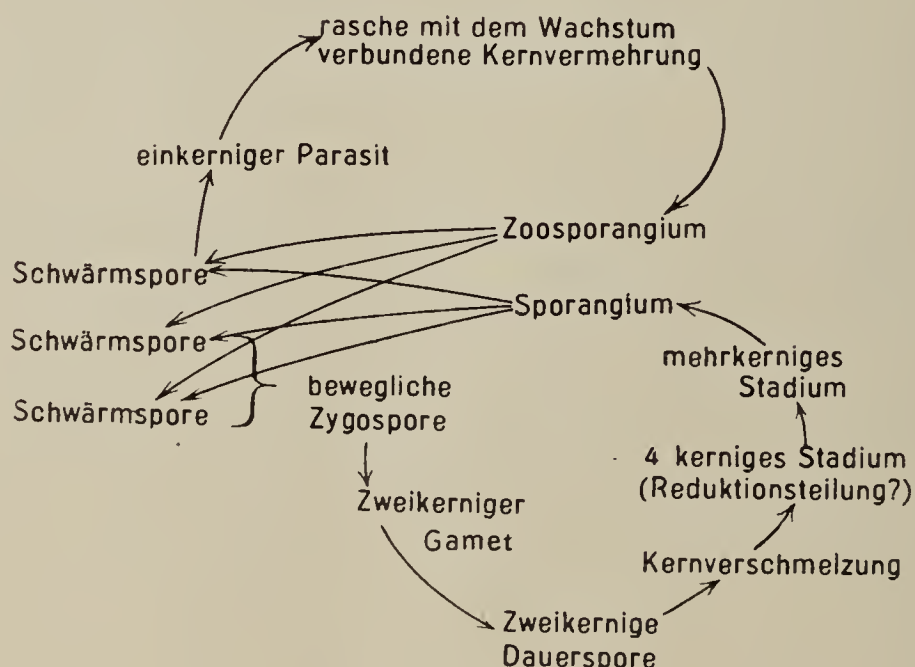 rasche mit dem Wachstum
verbundene Kernvermehrung
einkerniger Parasit
Zoosporangium
Schwärmspore
Sporangium
Schwärmspore
mehrkerniges
Stadium
Schwärmspore
bewegliche
Zygospore
4 kerniges Stadium
(Reduktionsteilung?)
Zweikerniger
Gamet
Kernverschmelzung
Zweikernige
Dauerspore